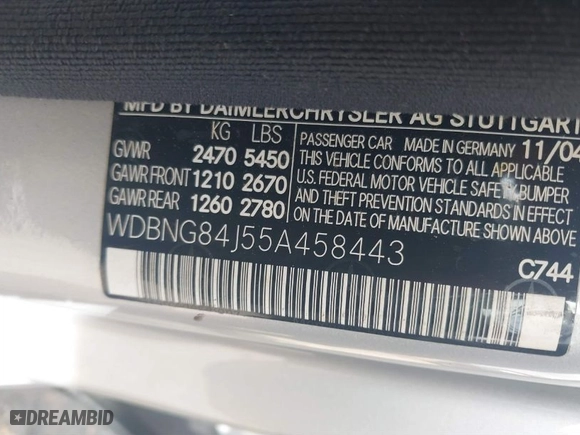 MFD BY DAIMLERCHRYSLER AG STUTTGART
KG LBS
GVWR 2470 5450
GAWR FRONT 1210 2670
GAWR REAR 1260 2780
PASSENGER CAR MADE IN GERMANY 11/04
THIS VEHICLE CONFORMS TO ALL APPLICABLE
U.S. FEDERAL MOTOR VEHICLE SAFETY BUMPER
AND THEFT PREVENTION STANDARDS IN EFFECT
ON THE DATE OF MANUFACTURE SHOWN ABOVE
WDBNG84J55A458443
C744
DREAMBID